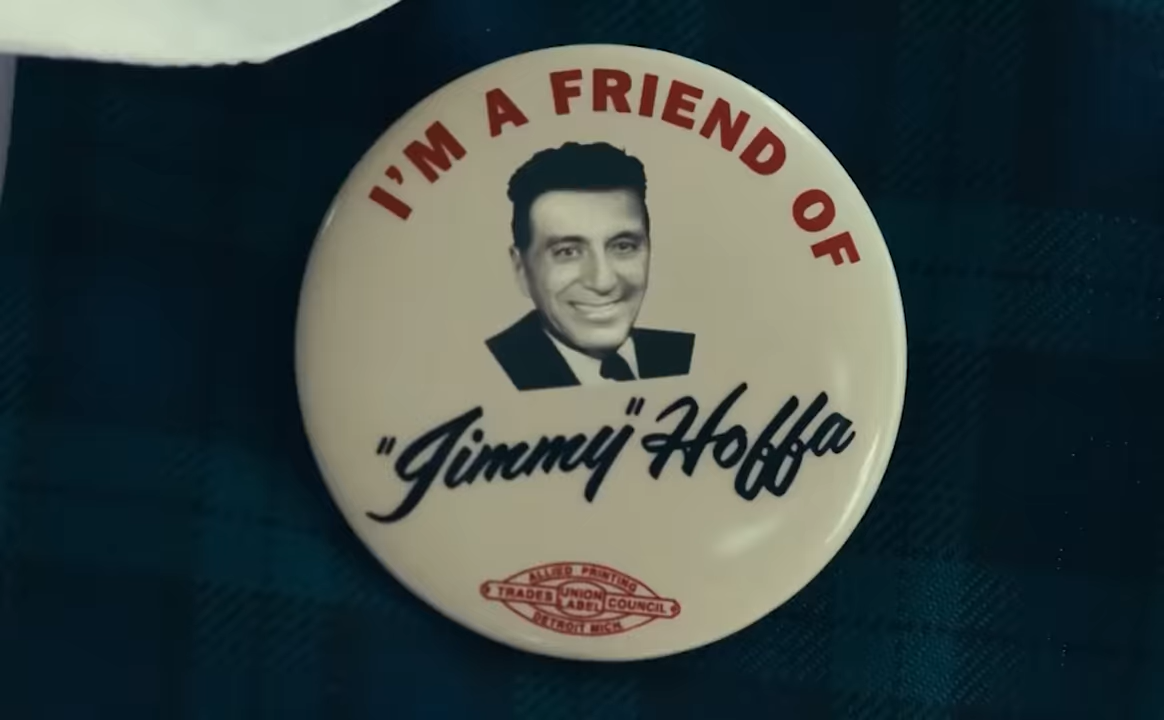 I'M A FRIEND OF
"Jimmy" Hoffa
ALLIED PRINTING
TRADES UNION LABEL COUNCIL
DETROIT MICH.